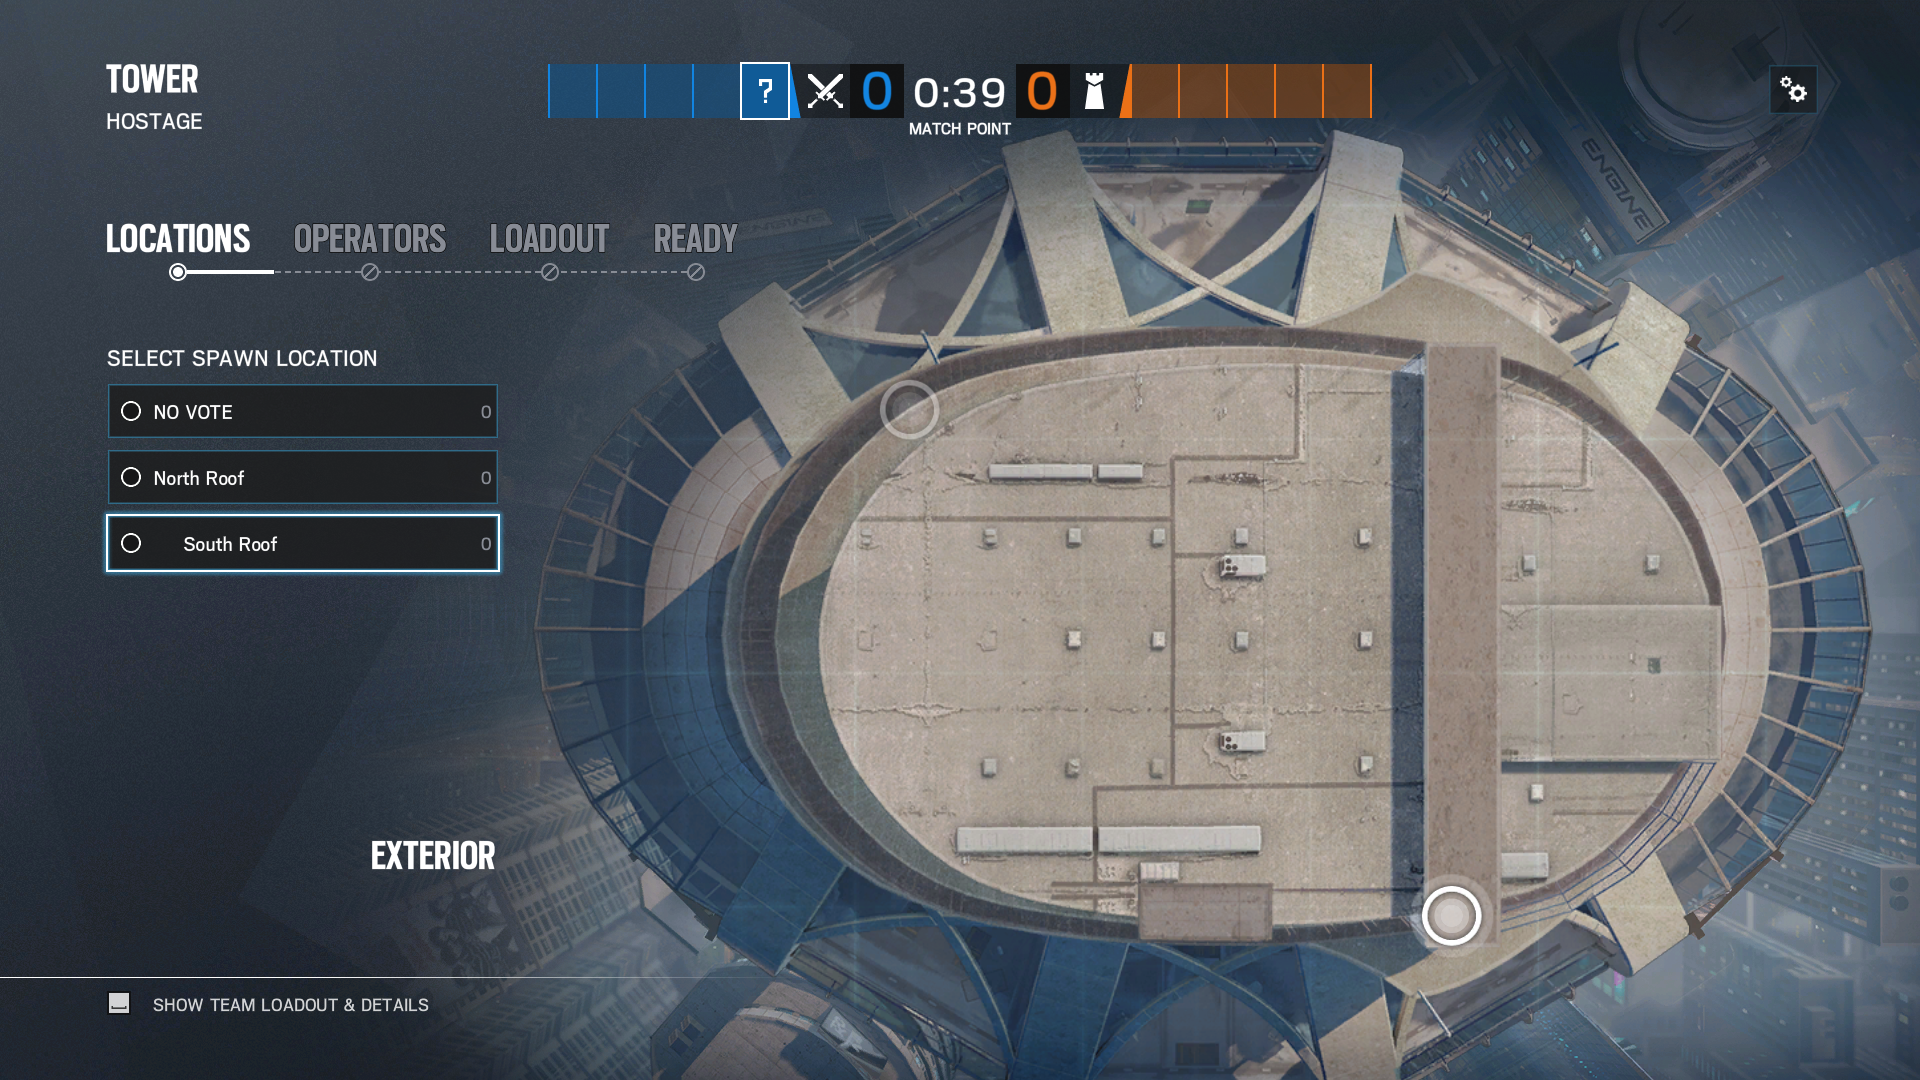 TOWER
HOSTAGE
?
0
0:39
0
MATCH POINT
LOCATIONS
OPERATORS
LOADOUT
READY
SELECT SPAWN LOCATION
NO VOTE 0
North Roof 0
South Roof 0
EXTERIOR
SHOW TEAM LOADOUT & DETAILS
ENGINE